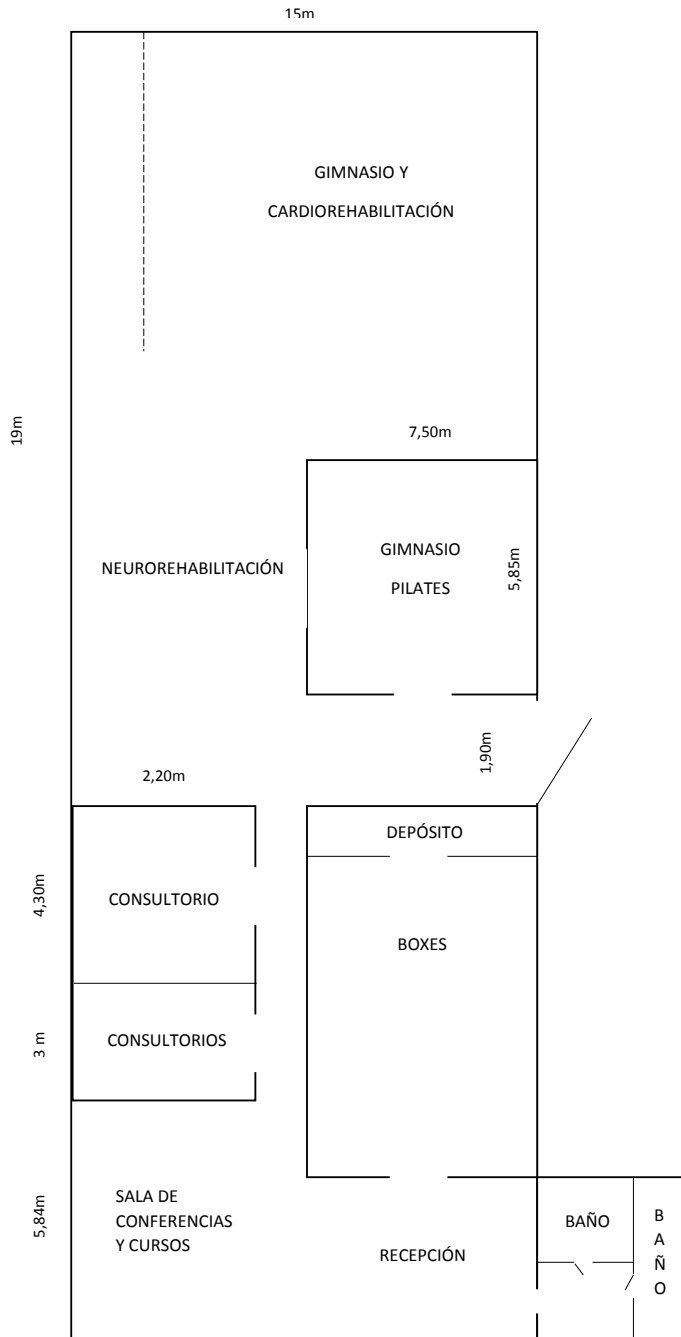 15m
GIMNASIO Y
CARDIOREHABILITACIÓN
19m
7,50m
NEUROREHABILITACIÓN
GIMNASIO
PILATES
5,85m
1,90m
2,20m
DEPÓSITO
4,30m
CONSULTORIO
BOXES
3 m
CONSULTORIOS
5,84m
SALA DE
CONFERENCIAS
Y CURSOS
RECEPCIÓN
BAÑO
B
A
Ñ
O